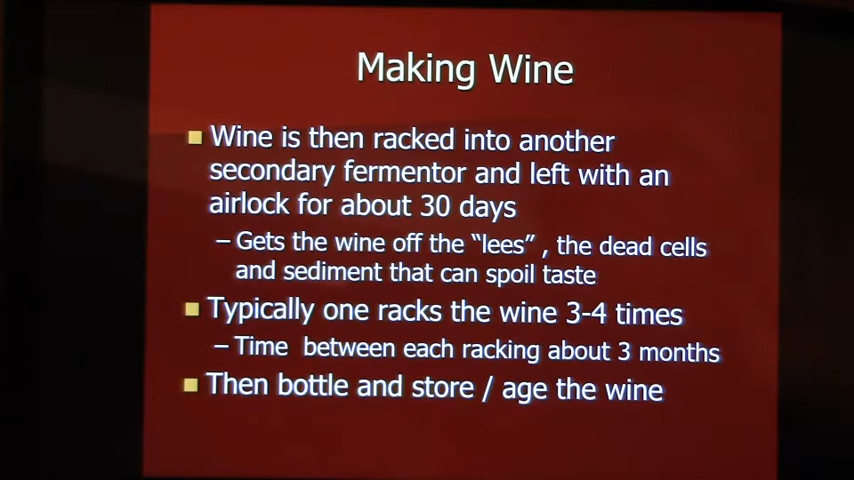 Making Wine
Wine is then racked into another
secondary fermentor and left with an
airlock for about 30 days
– Gets the wine off the “lees” , the dead cells
and sediment that can spoil taste
Typically one racks the wine 3-4 times
– Time between each racking about 3 months
Then bottle and store / age the wine